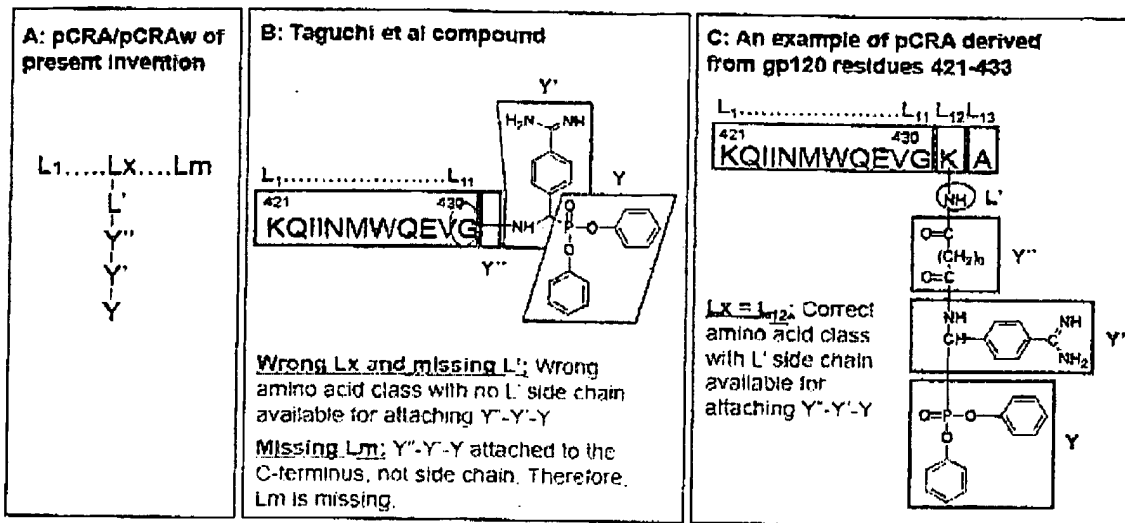 A: pCRA/pCRAw of
present invention
L1.....Lx....Lm
L'
Y''
Y'
Y
B: Taguchi et al compound
Y'
H2N
NH
L1........................L11
Y
421
430
KQIINMWQEVG
NH
P
O
O
O
Y''
Wrong Lx and missing L': Wrong
amino acid class with no L' side chain
available for attaching Y''-Y'-Y
Missing Lm: Y''-Y'-Y attached to the
C-terminus, not side chain. Therefore,
Lm is missing.
C: An example of pCRA derived
from gp120 residues 421-433
L1........................L11 L12 L13
421
430
KQIINMWQEVG K A
NH L'
O=C
(CH2)
Y''
O=C
NH
CH
NH
NH2
Y'
Lx = L12: Correct
amino acid class
with L' side chain
available for
attaching Y''-Y'-Y
O=P-O
O
Y